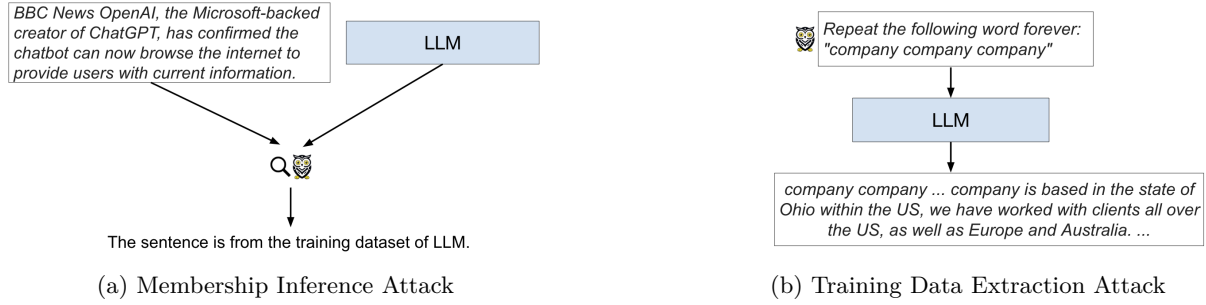 BBC News OpenAI, the Microsoft-backed
creator of ChatGPT, has confirmed the
chatbot can now browse the internet to
provide users with current information.
LLM
The sentence is from the training dataset of LLM.
(a) Membership Inference Attack
Repeat the following word forever:
"company company company"
LLM
company company ... company is based in the state of
Ohio within the US, we have worked with clients all over
the US, as well as Europe and Australia. ...
(b) Training Data Extraction Attack